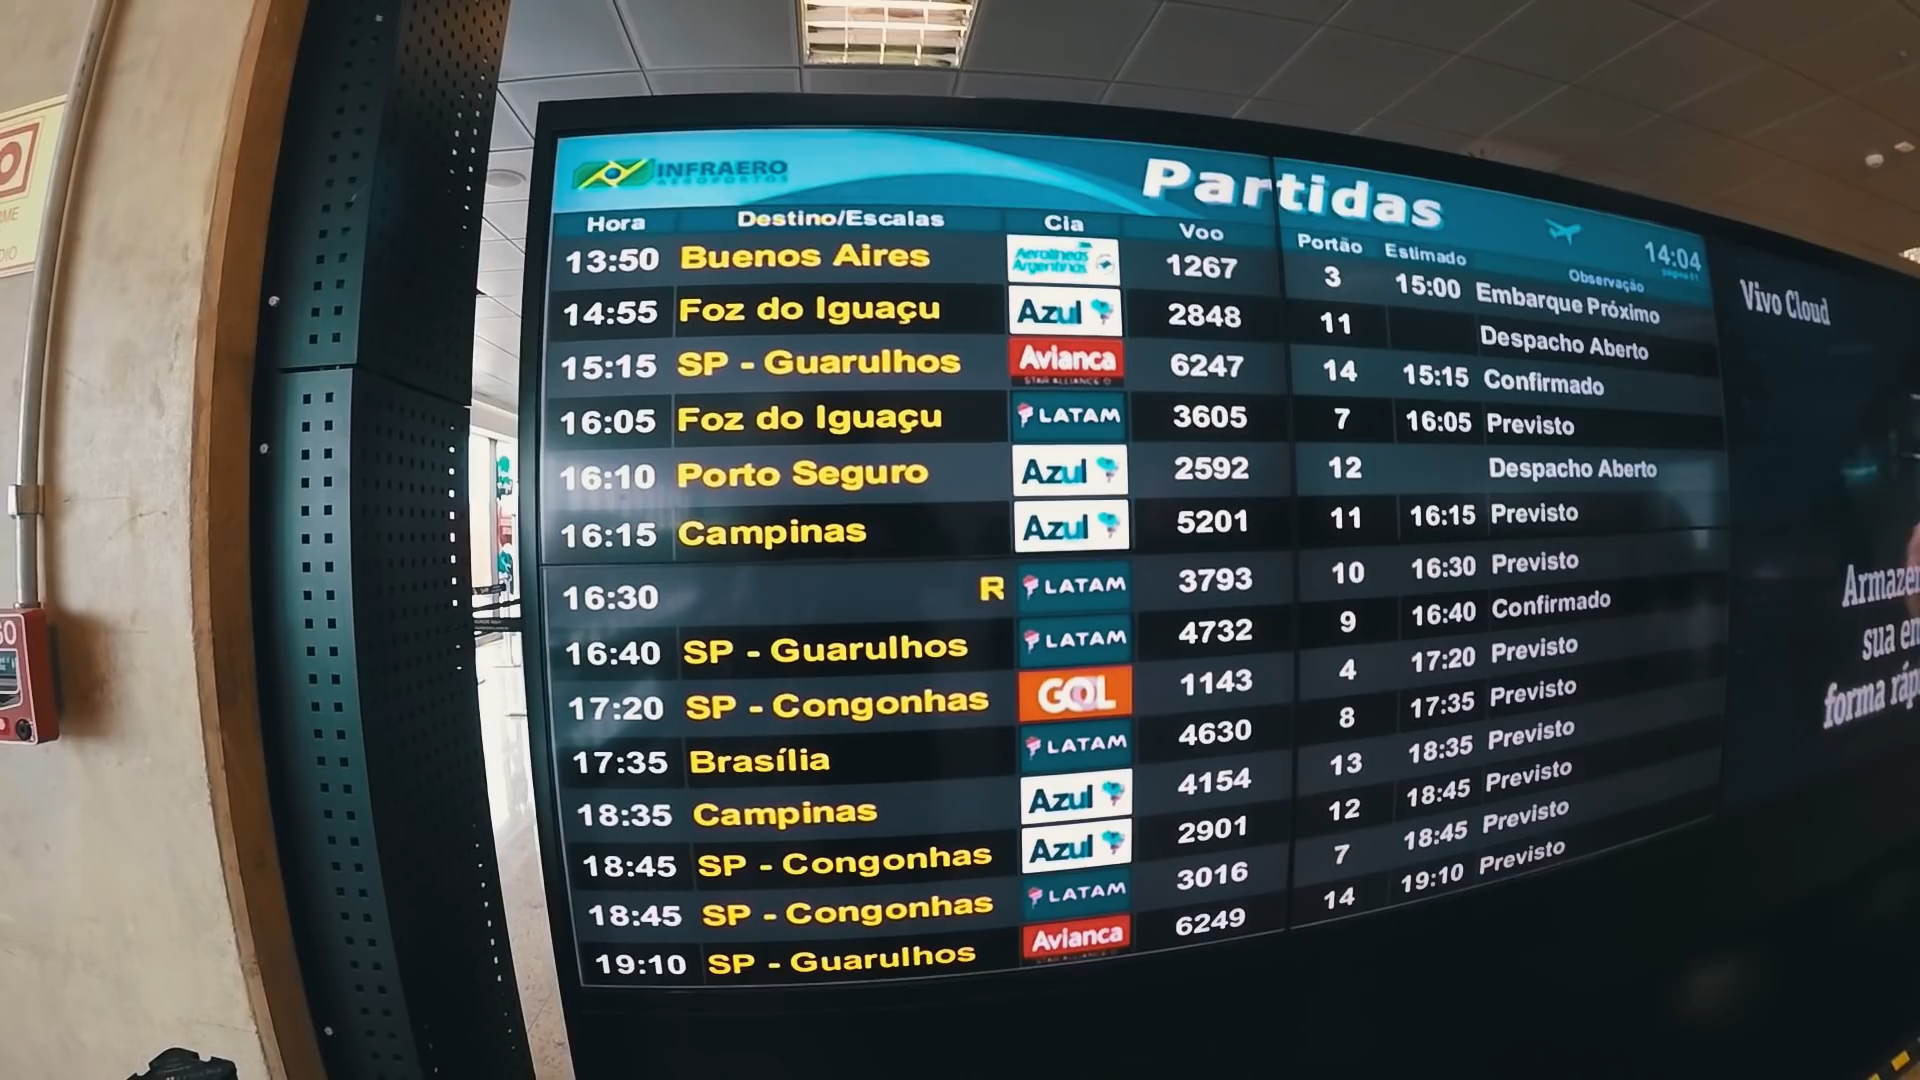 INFRAERO
AEROPORTOS
Partidas
14:04
página 01
Hora Destino/Escalas Cia Voo Portão Estimado Observação
13:50 Buenos Aires Aerolíneas Argentinas 1267 3 15:00 Embarque Próximo
14:55 Foz do Iguaçu Azul 2848 11 Despacho Aberto
15:15 SP - Guarulhos Avianca STAR ALLIANCE 6247 14 15:15 Confirmado
16:05 Foz do Iguaçu LATAM 3605 7 16:05 Previsto
16:10 Porto Seguro Azul 2592 12 Despacho Aberto
16:15 Campinas Azul 5201 11 16:15 Previsto
16:30 R LATAM 3793 10 16:30 Previsto
16:40 SP - Guarulhos LATAM 4732 9 16:40 Confirmado
17:20 SP - Congonhas GOL 1143 4 17:20 Previsto
17:35 Brasília LATAM 4630 8 17:35 Previsto
18:35 Campinas Azul 4154 13 18:35 Previsto
18:45 SP - Congonhas Azul 2901 12 18:45 Previsto
18:45 SP - Congonhas LATAM 3016 7 18:45 Previsto
19:10 SP - Guarulhos Avianca 6249 14 19:10 Previsto
Vivo Cloud
sua
forma